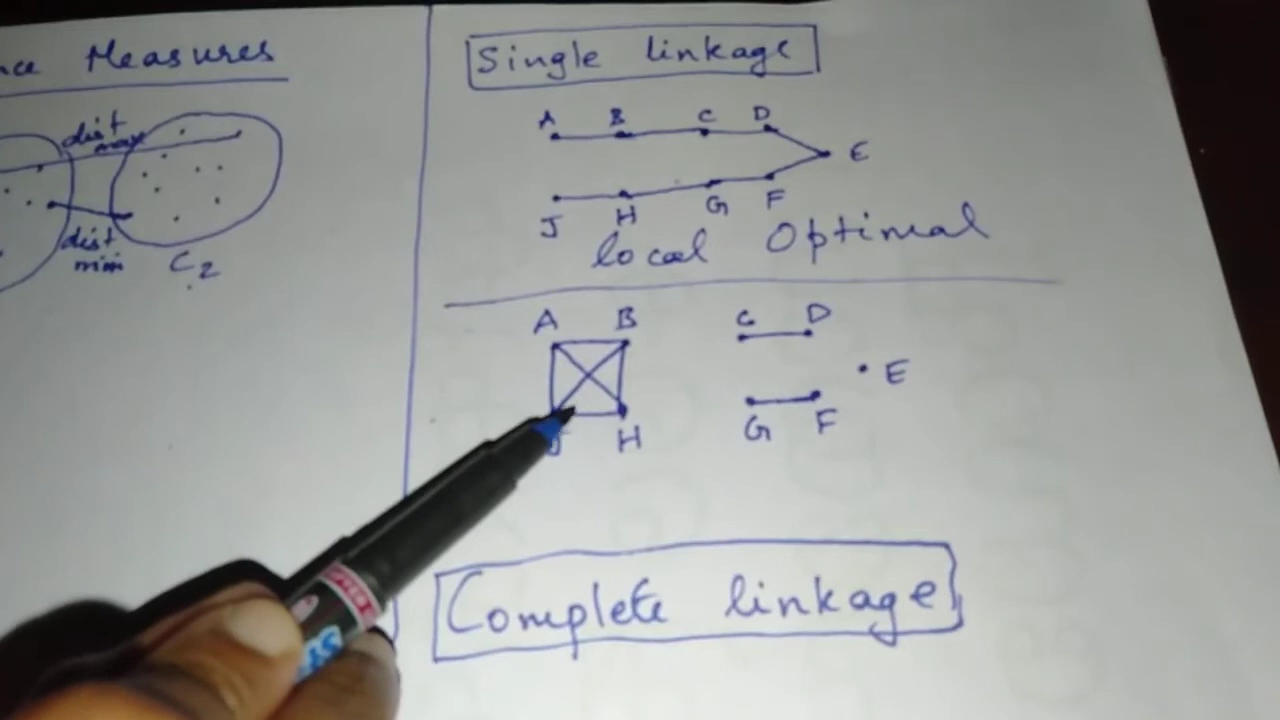 Measures
dist
max
dist
min
C2
Single linkage
A B C D
E
J H G F
local Optimal
A B C D
E
H G F
Complete linkage